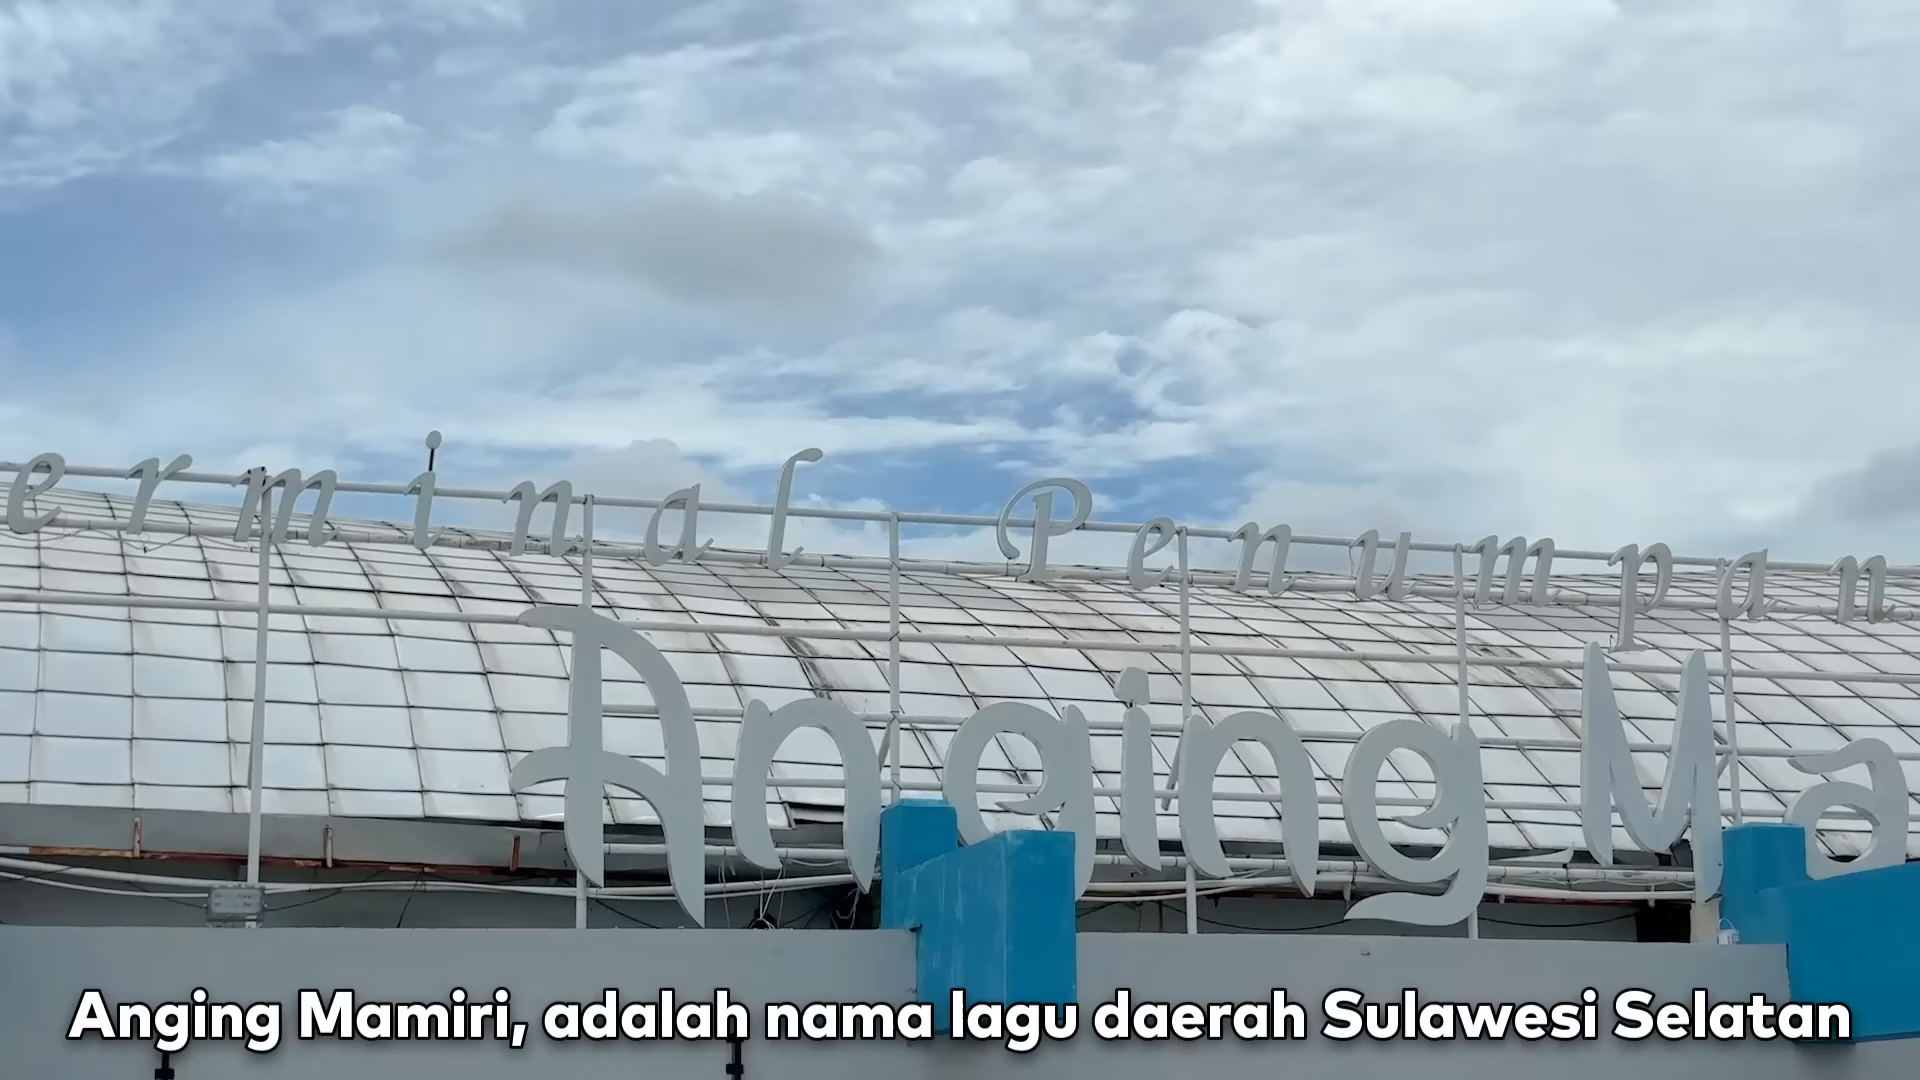 erminal Penumpan
Anging Ma
Anging Mamiri, adalah nama lagu daerah Sulawesi Selatan